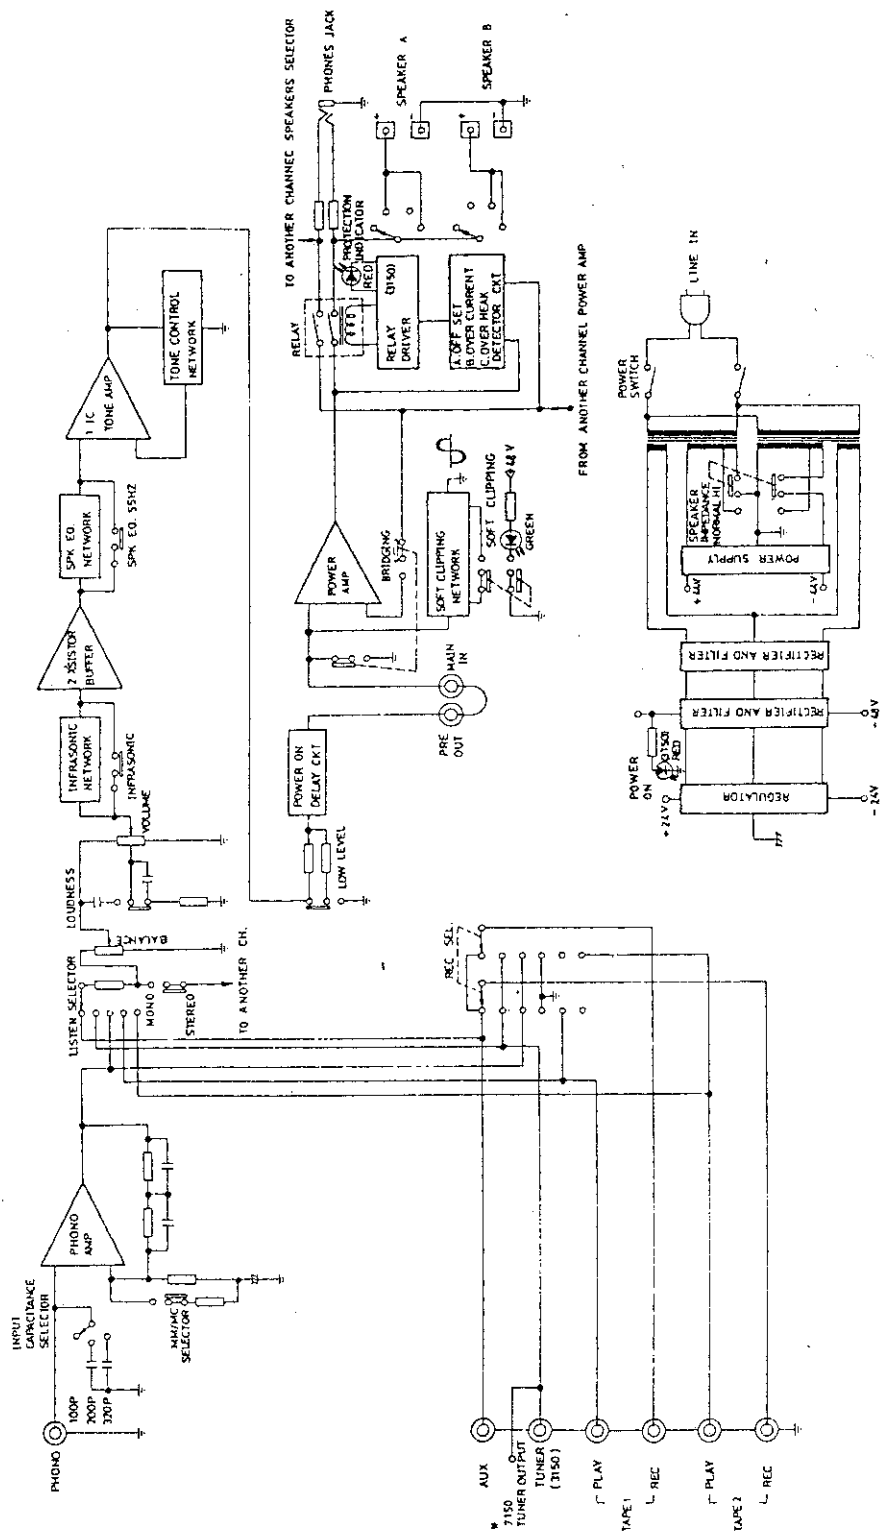 PHONO
INPUT
CAPACITANCE
SELECTOR
100P
200P
320P
PHONO
AMP
MM/MC
SELECTOR
LISTEN SELECTOR
MONO
STEREO
TO ANOTHER CH.
BALANCE
LOUDNESS
VOLUME
INFRASONIC
NETWORK
INFRASONIC
2 XSISTOR
BUFFER
SPK EQ.
NETWORK
SPK EQ. 55HZ
1 IC
TONE AMP
TONE CONTROL
NETWORK
LOW LEVEL
POWER ON
DELAY CKT
PRE
OUT
MAIN
IN
POWER
AMP
BRIDGING
SOFT CLIPPING
NETWORK
SOFT CLIPPING
+48V
GREEN
RELAY
PROTECTION
INDICATOR
RED
RELAY
DRIVER
(3150)
A.OFF SET
B.OVER CURRENT
C.OVER HEAK
DETECTOR CKT
TO ANOTHER CHANNEC SPEAKERS SELECTOR
PHONES JACK
SPEAKER A
+
-
SPEAKER B
+
-
FROM ANOTHER CHANNEL POWER AMP
AUX
*
7150
TUNER OUTPUT
TUNER
(3150)
PLAY
TAPE 1
REC
PLAY
TAPE 2
REC
REC SEL.
POWER
ON
(3150)
RED
+24V
REGULATOR
-24V
RECTIFIER AND FILTER
-48V
RECTIFIER AND FILTER
POWER SUPPLY
SPEAKER
IMPEDANCE
NORMAL HI
POWER
SWITCH
LINE IN